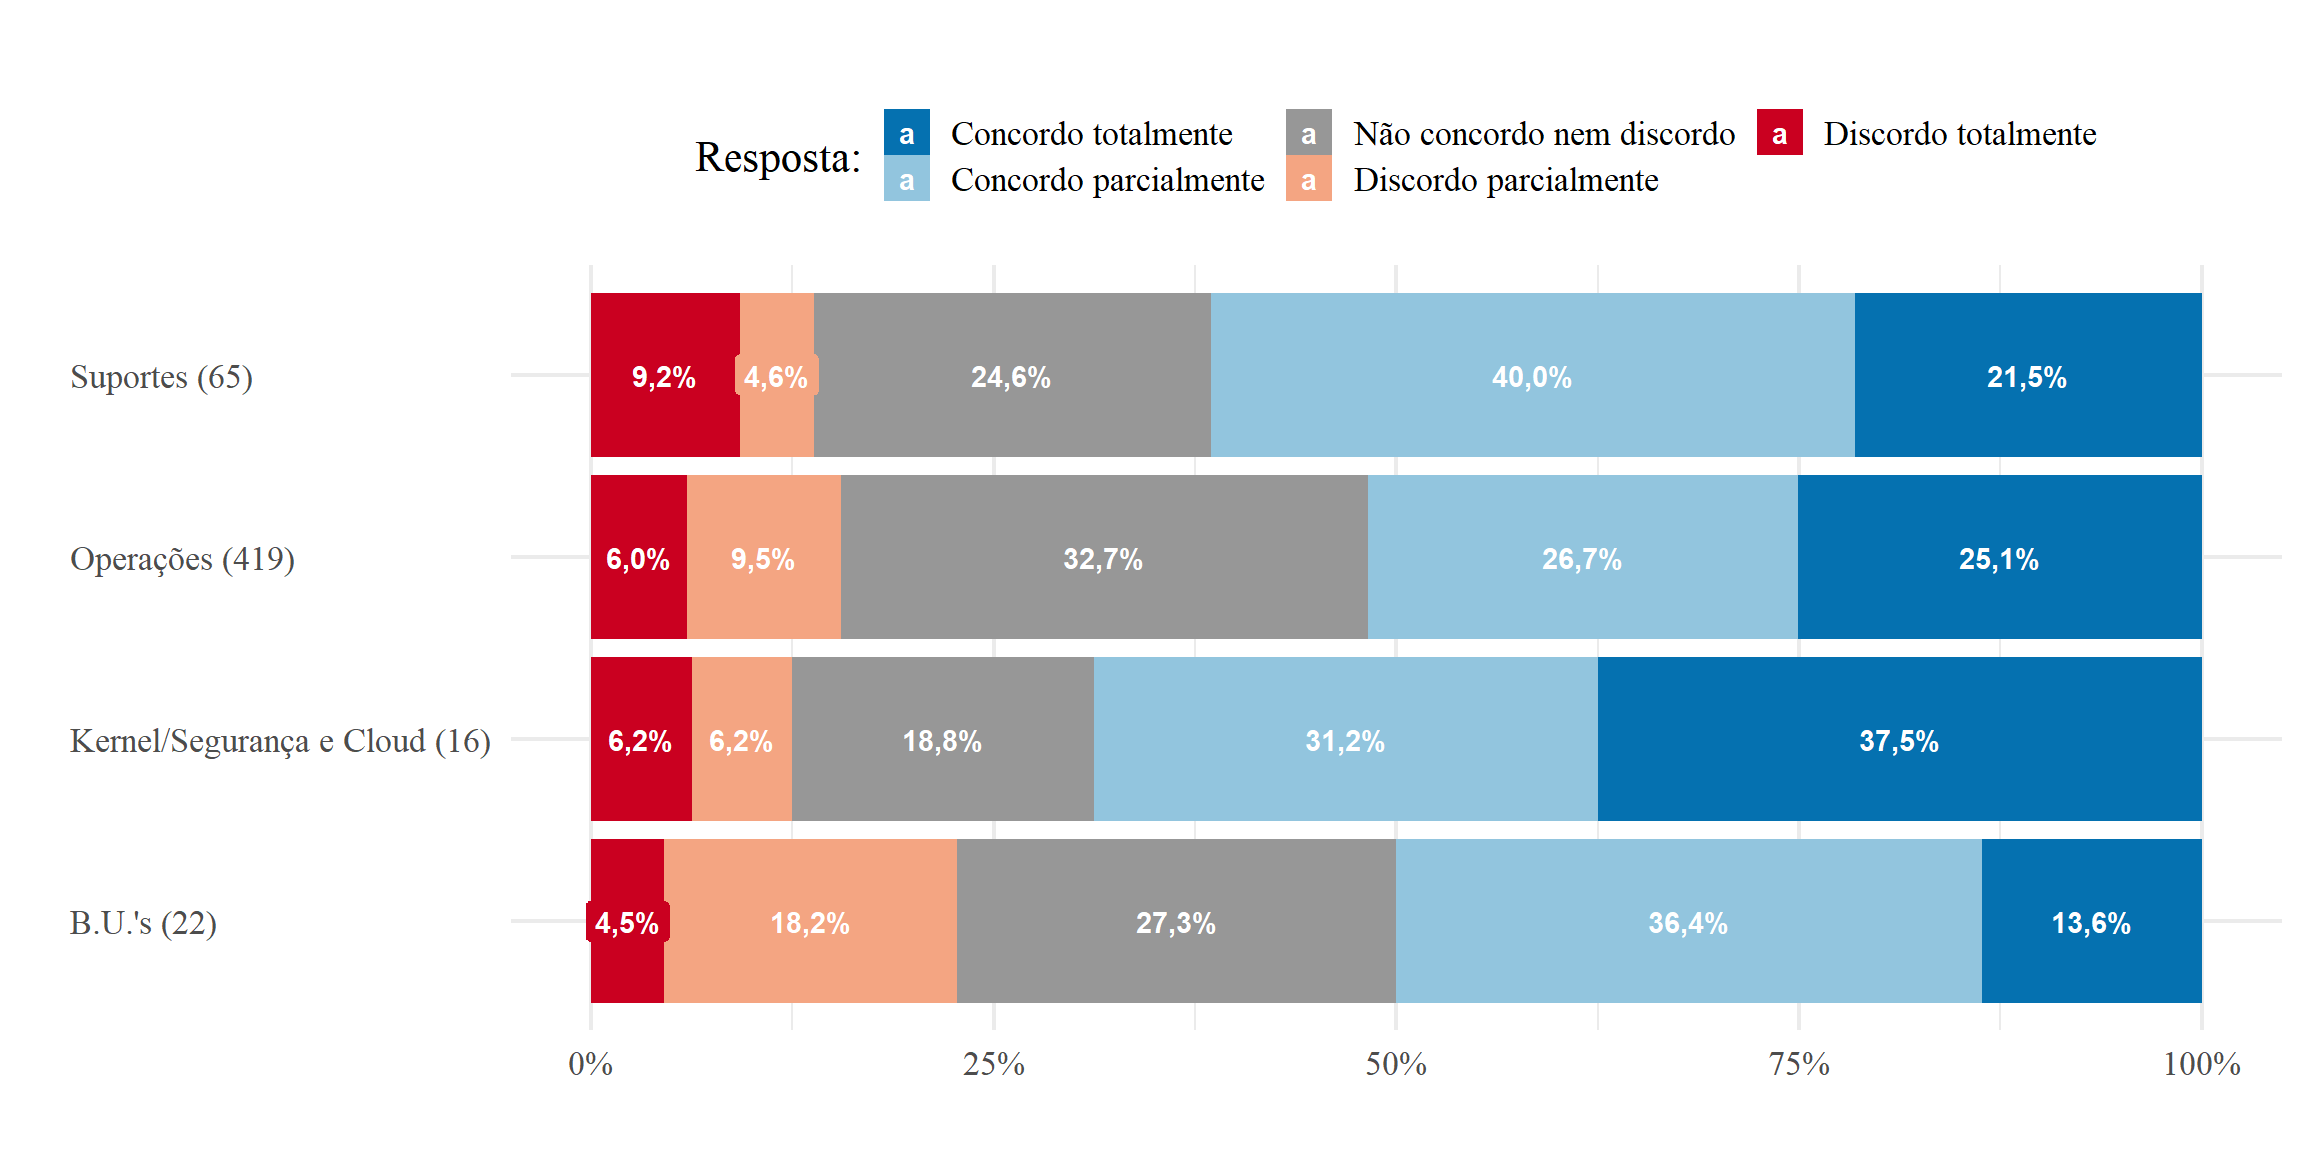 Resposta:
a Concordo totalmente a Não concordo nem discordo a Discordo totalmente
a Concordo parcialmente a Discordo parcialmente
Suportes (65) 9,2% 4,6% 24,6% 40,0% 21,5%
Operações (419) 6,0% 9,5% 32,7% 26,7% 25,1%
Kernel/Segurança e Cloud (16) 6,2% 6,2% 18,8% 31,2% 37,5%
B.U.'s (22) 4,5% 18,2% 27,3% 36,4% 13,6%
0% 25% 50% 75% 100%